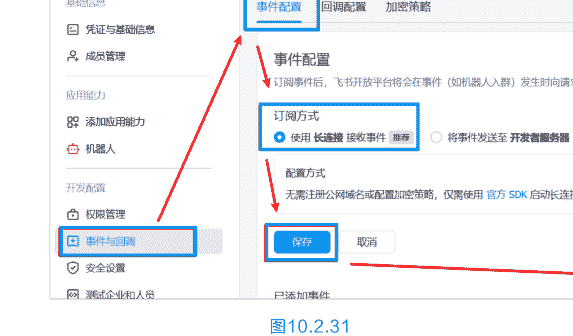 基础信息
凭证与基础信息
成员管理
应用能力
添加应用能力
机器人
开发配置
权限管理
事件与回调
安全设置
测试企业和人员
事件配置 回调配置 加密策略
事件配置
订阅事件后，飞书开放平台将会在事件（如机器人入群）发生时向请
订阅方式
使用 长连接 接收事件 推荐 将事件发送至 开发者服务器
配置方式
无需注册公网域名或配置加密策略，仅需使用 官方 SDK 启动长连
保存 取消
已添加事件
图10.2.31